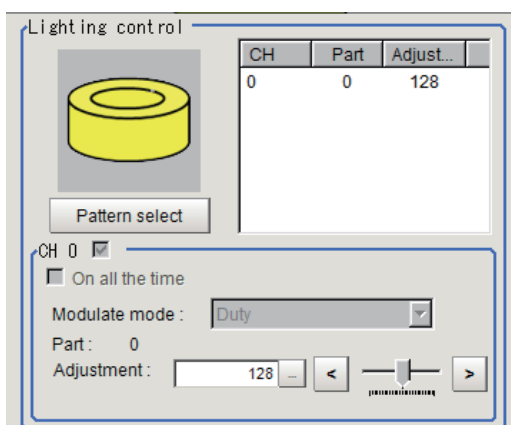 Lighting control
CH Part Adjust...
0 0 128
Pattern select
CH 0
On all the time
Modulate mode : Duty
Part : 0
Adjustment : 128 ... < >